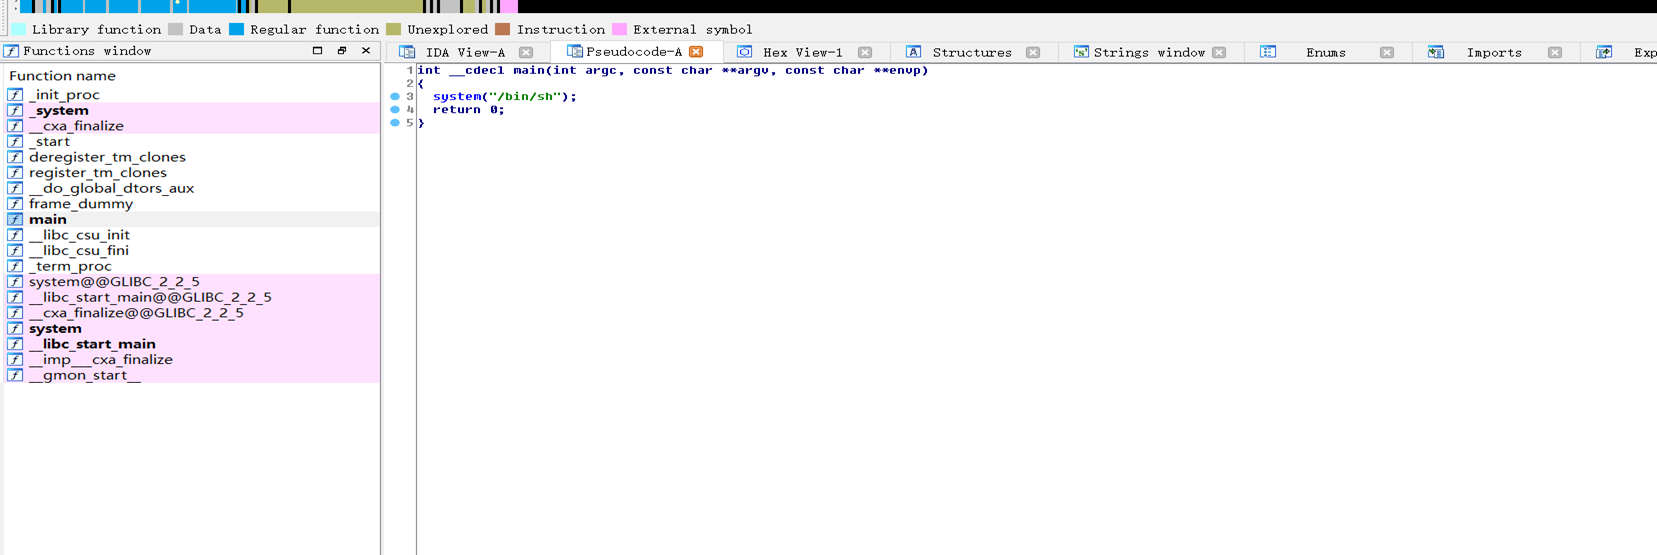 Library function Data Regular function Unexplored Instruction External symbol
Functions window
IDA View-A Pseudocode-A Hex View-1 Structures Strings window Enums Imports Exp
Function name
_init_proc
_system
__cxa_finalize
_start
deregister_tm_clones
register_tm_clones
__do_global_dtors_aux
frame_dummy
main
__libc_csu_init
__libc_csu_fini
_term_proc
system@@GLIBC_2_2_5
__libc_start_main@@GLIBC_2_2_5
__cxa_finalize@@GLIBC_2_2_5
system
__libc_start_main
__imp___cxa_finalize
__gmon_start__
1 int __cdecl main(int argc, const char **argv, const char **envp)
2 {
3 system("/bin/sh");
4 return 0;
5 }